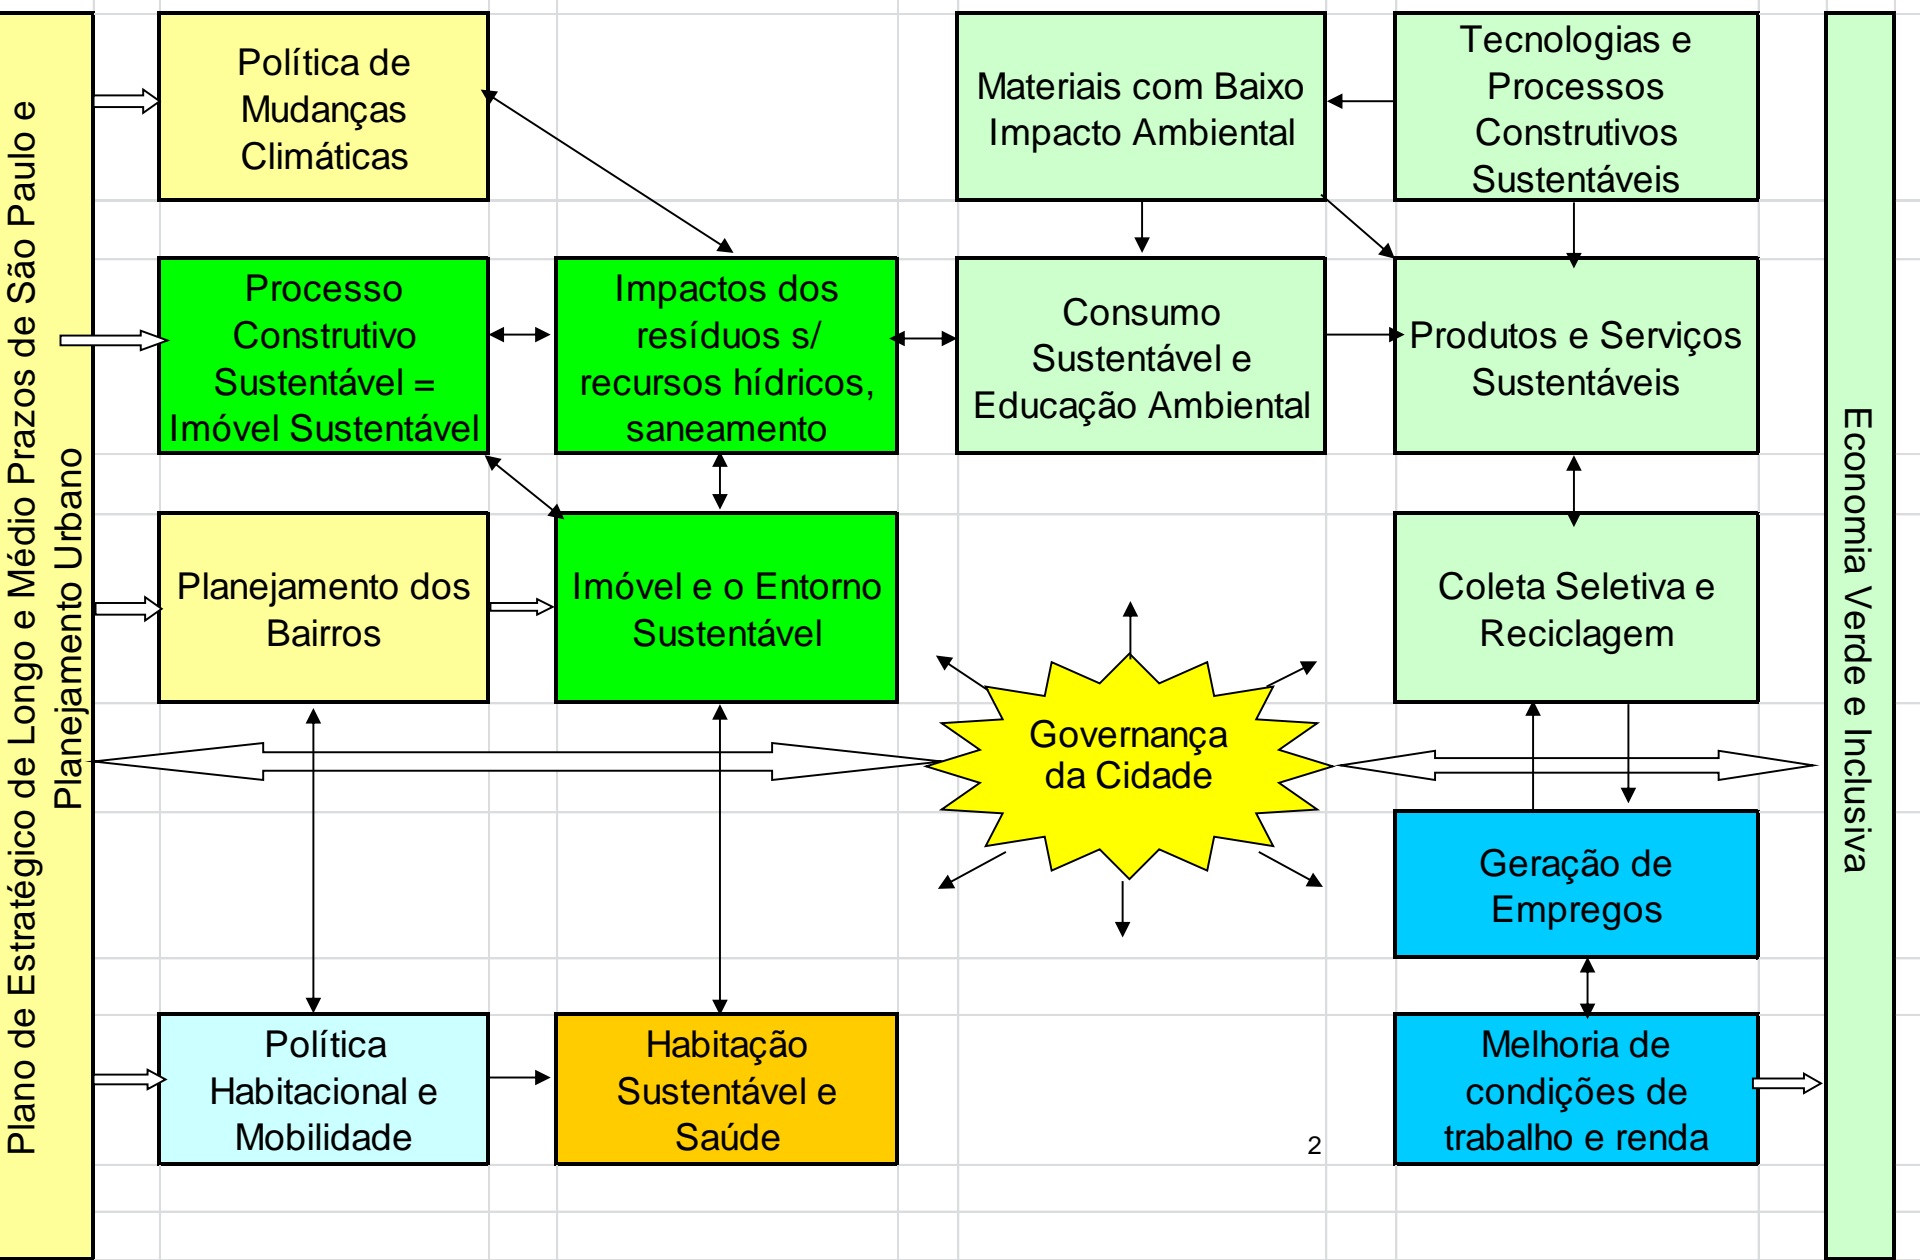 Plano de Estratégico de Longo e Médio Prazos de São Paulo e
Planejamento Urbano
Política de
Mudanças
Climáticas
Materiais com Baixo
Impacto Ambiental
Tecnologias e
Processos
Construtivos
Sustentáveis
Processo
Construtivo
Sustentável =
Imóvel Sustentável
Impactos dos
resíduos s/
recursos hídricos,
saneamento
Consumo
Sustentável e
Educação Ambiental
Produtos e Serviços
Sustentáveis
Planejamento dos
Bairros
Imóvel e o Entorno
Sustentável
Coleta Seletiva e
Reciclagem
Governança
da Cidade
Geração de
Empregos
Política
Habitacional e
Mobilidade
Habitação
Sustentável e
Saúde
2
Melhoria de
condições de
trabalho e renda
Economia Verde e Inclusiva